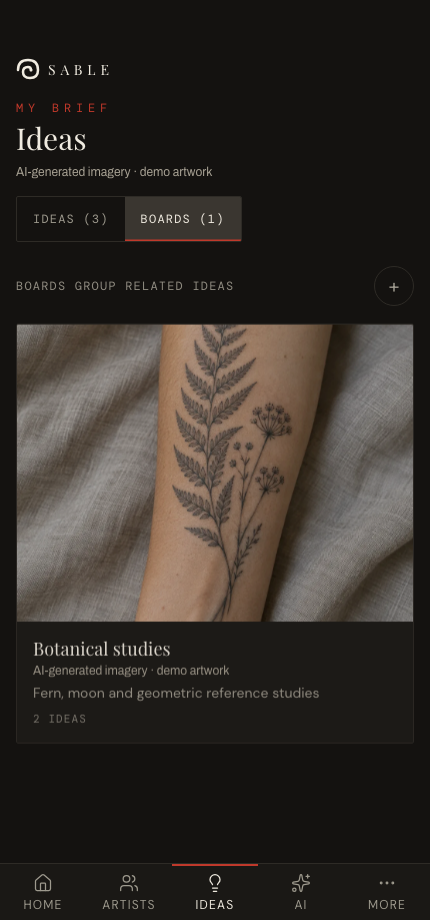 SABLE
MY BRIEF
Ideas
AI-generated imagery · demo artwork
IDEAS (3)
BOARDS (1)
BOARDS GROUP RELATED IDEAS
+
Botanical studies
AI-generated imagery · demo artwork
Fern, moon and geometric reference studies
2 IDEAS
HOME
ARTISTS
IDEAS
AI
MORE